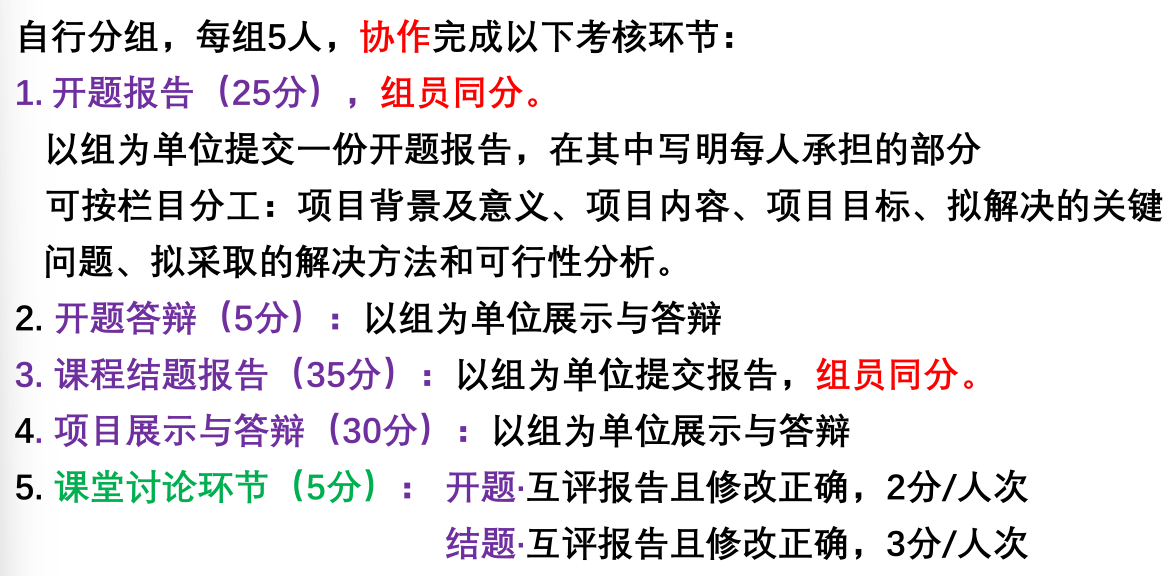 自行分组，每组5人，协作完成以下考核环节：
1. 开题报告（25分），组员同分。
以组为单位提交一份开题报告，在其中写明每人承担的部分
可按栏目分工：项目背景及意义、项目内容、项目目标、拟解决的关键
问题、拟采取的解决方法和可行性分析。
2. 开题答辩（5分）：以组为单位展示与答辩
3. 课程结题报告（35分）：以组为单位提交报告，组员同分。
4. 项目展示与答辩（30分）：以组为单位展示与答辩
5. 课堂讨论环节（5分）： 开题·互评报告且修改正确，2分/人次
结题·互评报告且修改正确，3分/人次